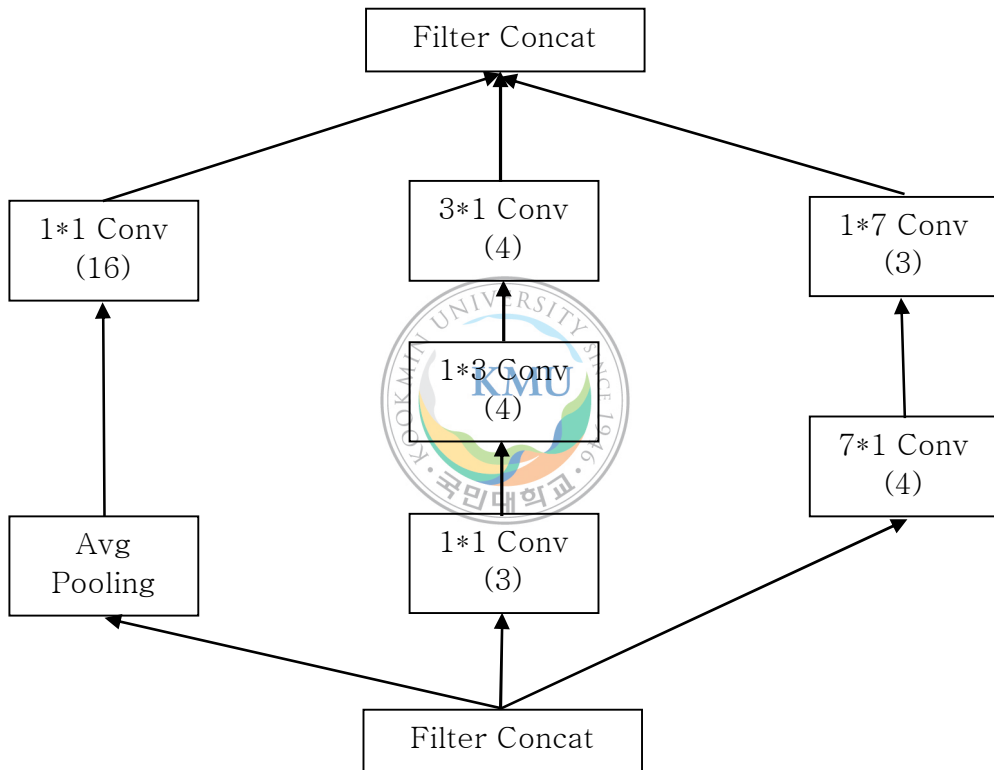 Filter Concat
1*1 Conv
(16)
3*1 Conv
(4)
1*7 Conv
(3)
1*3 Conv
(4)
7*1 Conv
(4)
Avg
Pooling
1*1 Conv
(3)
Filter Concat
KOOKMIN UNIVERSITY SINCE 1946
KMU
국민대학교